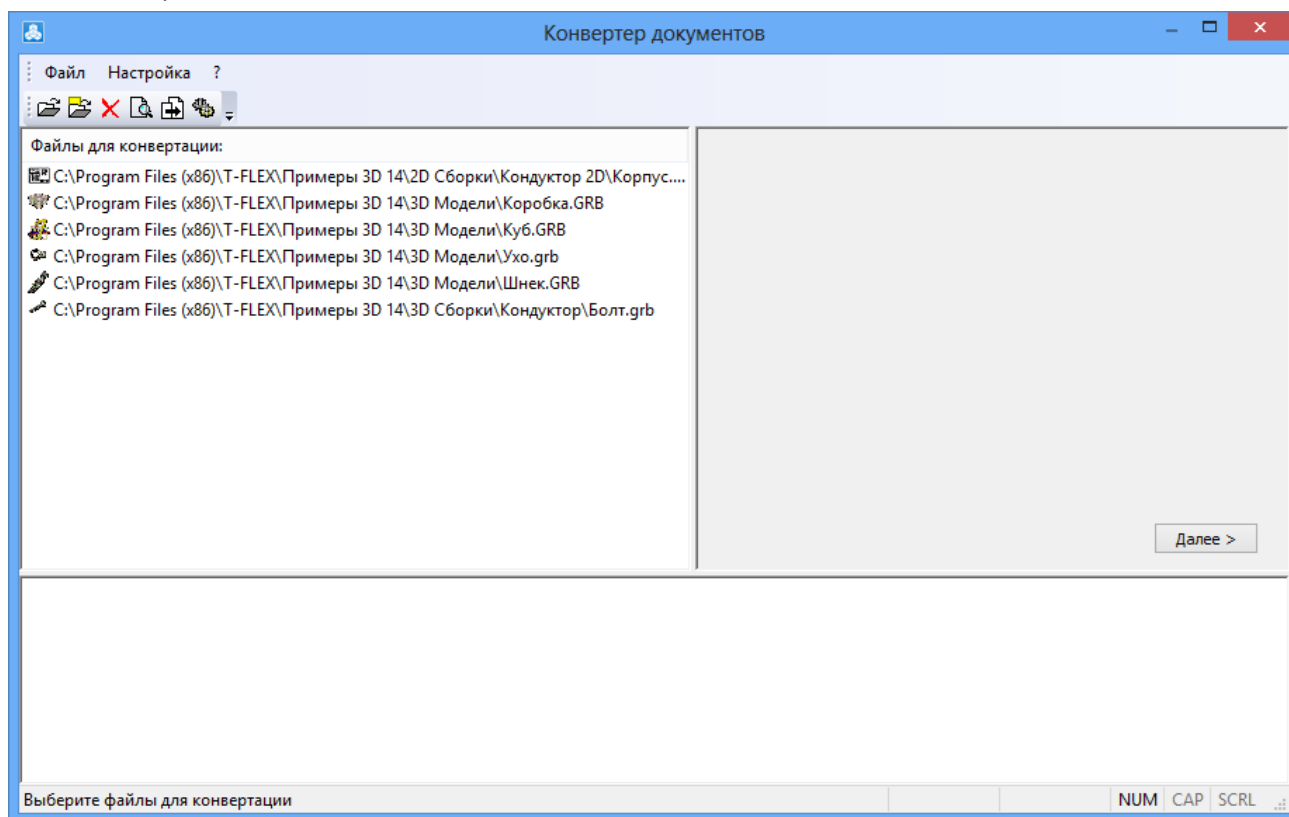 Конвертер документов
Файл Настройка ?
Файлы для конвертации:
C:\Program Files (x86)\T-FLEX\Примеры 3D 14\2D Сборки\Кондуктор 2D\Корпус....
C:\Program Files (x86)\T-FLEX\Примеры 3D 14\3D Модели\Коробка.GRB
C:\Program Files (x86)\T-FLEX\Примеры 3D 14\3D Модели\Куб.GRB
C:\Program Files (x86)\T-FLEX\Примеры 3D 14\3D Модели\Ухо.grb
C:\Program Files (x86)\T-FLEX\Примеры 3D 14\3D Модели\Шнек.GRB
C:\Program Files (x86)\T-FLEX\Примеры 3D 14\3D Сборки\Кондуктор\Болт.grb
Далее >
Выберите файлы для конвертации NUM CAP SCRL